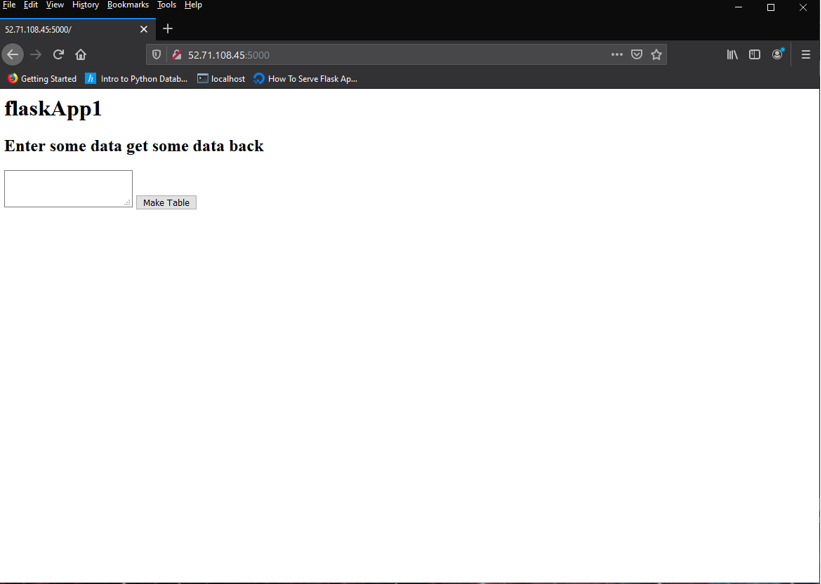 File Edit View History Bookmarks Tools Help
52.71.108.45:5000/
52.71.108.45:5000
Getting Started Intro to Python Datab... localhost How To Serve Flask Ap...
flaskApp1
Enter some data get some data back
Make Table